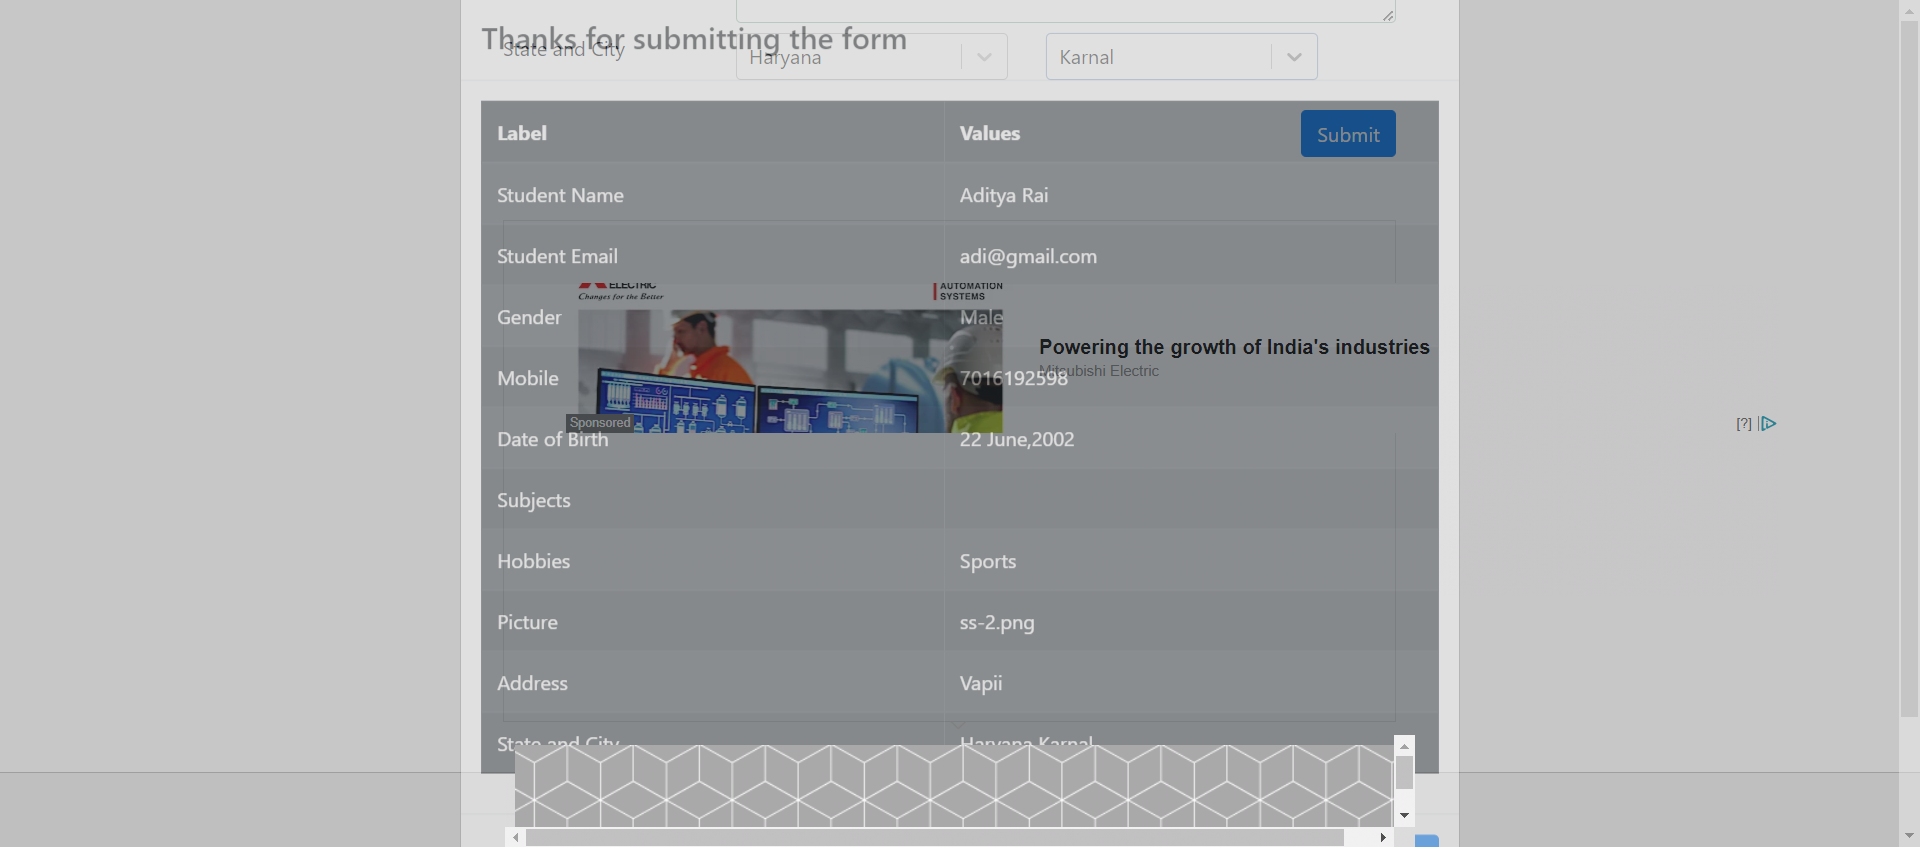 Thanks for submitting the form
State and City
Haryana
Karnal
Label Values
Submit
Student Name Aditya Rai
Student Email adi@gmail.com
ELECTRIC
Changes for the Better
AUTOMATION
SYSTEMS
Gender Male
Powering the growth of India's industries
Mitsubishi Electric
Mobile 7016192598
Sponsored
[?]
Date of Birth 22 June,2002
Subjects
Hobbies Sports
Picture ss-2.png
Address Vapii
State and City Haryana Karnal